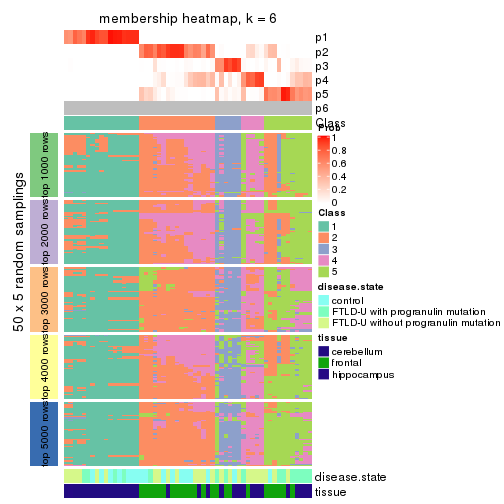 membership heatmap, k = 6
p1
p2
p3
p4
p5
p6
Class
Prob
1
0.8
0.6
0.4
0.2
0
Class
1
2
3
4
5
disease.state
control
FTLD-U with progranulin mutation
FTLD-U without progranulin mutation
tissue
cerebellum
frontal
hippocampus
50 x 5 random samplings
top 1000 rows
top 2000 rows
top 3000 rows
top 4000 rows
top 5000 rows
disease.state
tissue